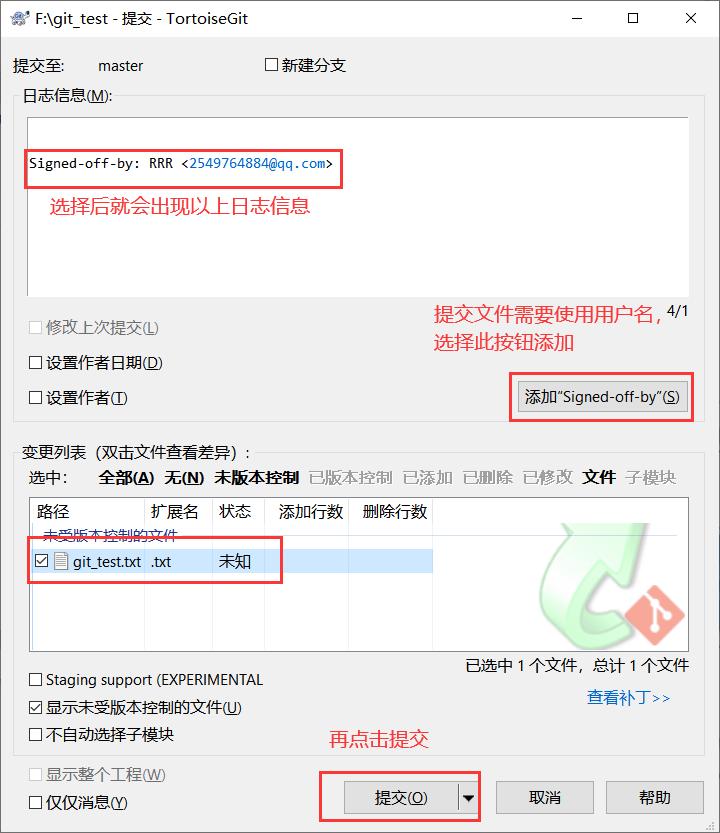 F:\git_test - 提交 - TortoiseGit
提交至: master 新建分支
日志信息(M):
Signed-off-by: RRR <2549764884@qq.com>
选择后就会出现以上日志信息
提交文件需要使用用户名， 4/1
选择此按钮添加
修改上次提交(L)
设置作者日期(D)
设置作者(T)
添加"Signed-off-by"(S)
变更列表（双击文件查看差异）:
选中: 全部(A) 无(N) 未版本控制 已版本控制 已添加 已删除 已修改 文件 子模块
路径 扩展名 状态 添加行数 删除行数
未受版本控制的文件
git_test.txt .txt 未知
已选中 1 个文件，总计 1 个文件
Staging support (EXPERIMENTAL
查看补丁>>
显示未受版本控制的文件(U)
不自动选择子模块
再点击提交
显示整个工程(W)
仅仅消息(Y)
提交(O) 取消 帮助